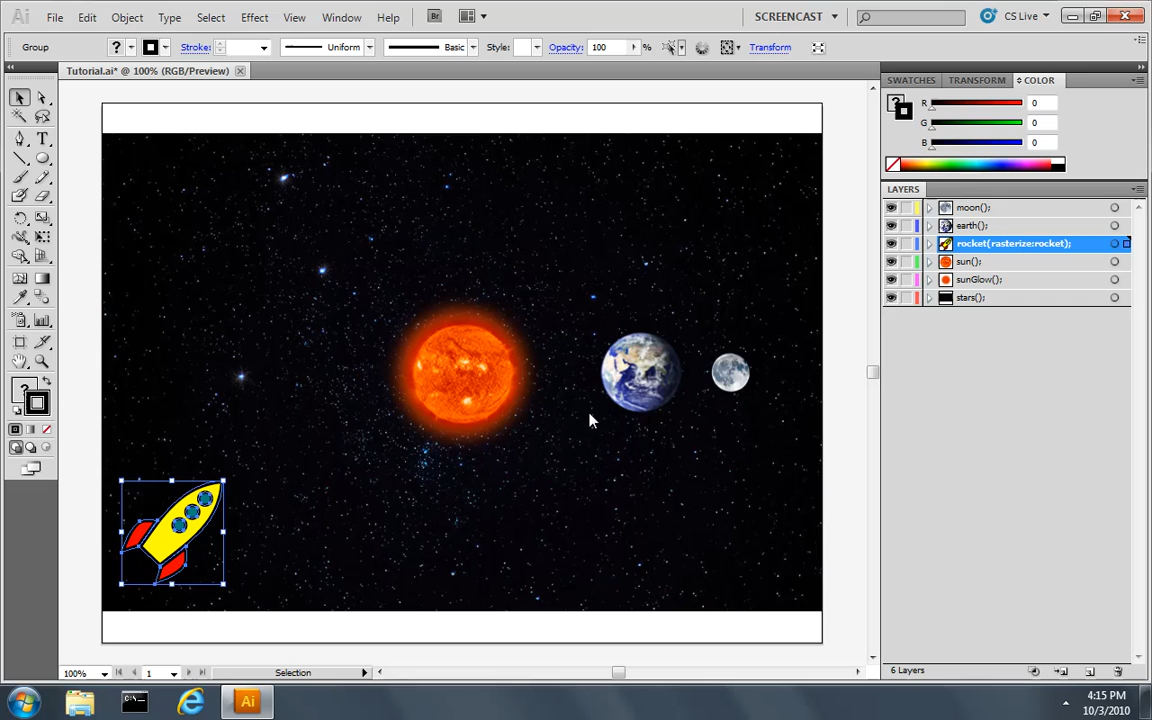 Ai File Edit Object Type Select Effect View Window Help Br SCREENCAST CS Live
Group ? Stroke: Uniform Basic Style: Opacity: 100 % Transform
Tutorial.ai* @ 100% (RGB/Preview)
SWATCHES TRANSFORM COLOR
? R 0
G 0
B 0
LAYERS
moon();
earth();
rocket(rasterize:rocket);
sun();
sunGlow();
stars();
T
?
100% 1 Selection 6 Layers
Ai 4:15 PM
10/3/2010